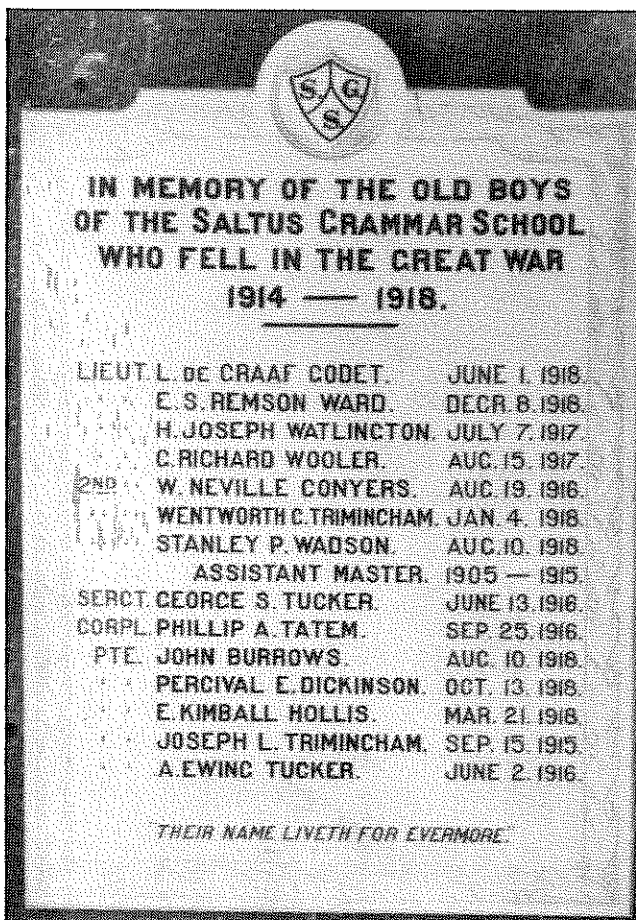 S. G.
S.
IN MEMORY OF THE OLD BOYS
OF THE SALTUS GRAMMAR SCHOOL
WHO FELL IN THE GREAT WAR
1914 — 1918.
LIEUT. L. DE GRAAF GODET. JUNE 1. 1918.
E. S. REMSON WARD. DECR. 8. 1918.
H. JOSEPH WATLINGTON. JULY 7. 1917.
C. RICHARD WOOLER. AUG. 15. 1917.
2ND W. NEVILLE CONYERS. AUG. 19. 1916.
WENTWORTH C. TRIMINGHAM. JAN. 4. 1918.
STANLEY P. WADSON. AUG. 10. 1918.
ASSISTANT MASTER. 1905 — 1915.
SERGT. GEORGE S. TUCKER. JUNE 13. 1916.
CORPL. PHILLIP A. TATEM. SEP. 25. 1916.
PTE. JOHN BURROWS. AUG. 10. 1918.
PERCIVAL E. DICKINSON. OCT. 13. 1918.
E. KIMBALL HOLLIS. MAR. 21. 1918.
JOSEPH L. TRIMINGHAM. SEP. 15. 1915.
A. EWING TUCKER. JUNE 2. 1916.
THEIR NAME LIVETH FOR EVERMORE.